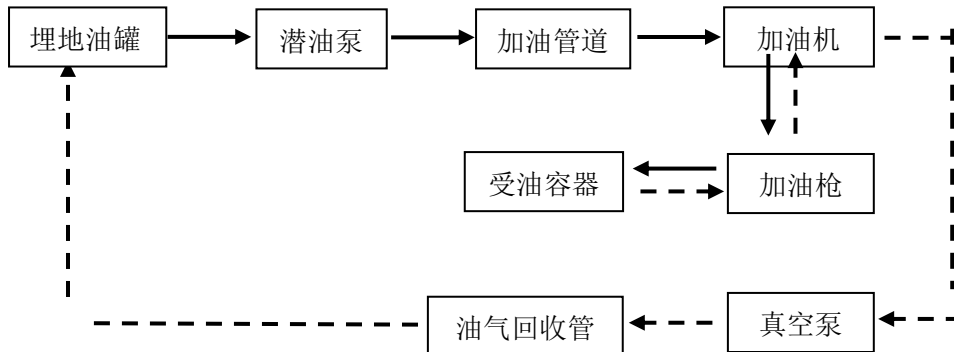 埋地油罐
潜油泵
加油管道
加油机
受油容器
加油枪
油气回收管
真空泵